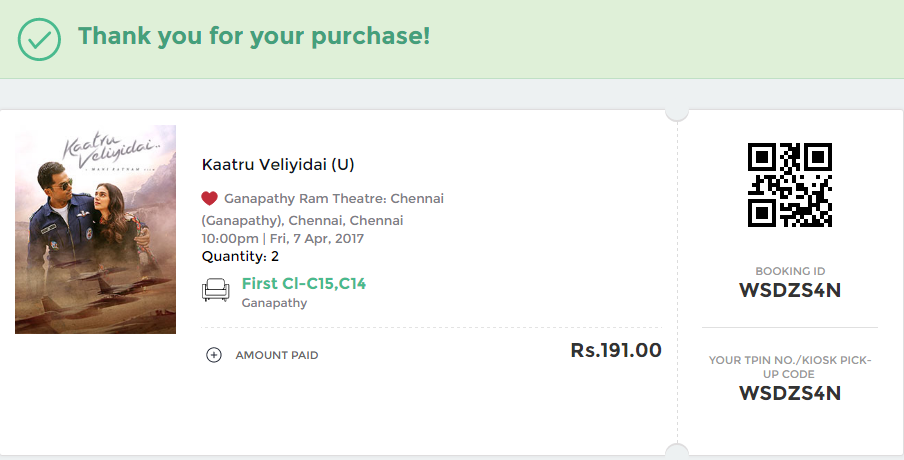 Thank you for your purchase!
Kaatru
Veliyidai...
A MANI RATNAM FILM
Kaatru Veliyidai (U)
Ganapathy Ram Theatre: Chennai
(Ganapathy), Chennai, Chennai
10:00pm | Fri, 7 Apr, 2017
Quantity: 2
First Cl-C15,C14
Ganapathy
AMOUNT PAID
Rs.191.00
BOOKING ID
WSDZS4N
YOUR TPIN NO./KIOSK PICK-
UP CODE
WSDZS4N